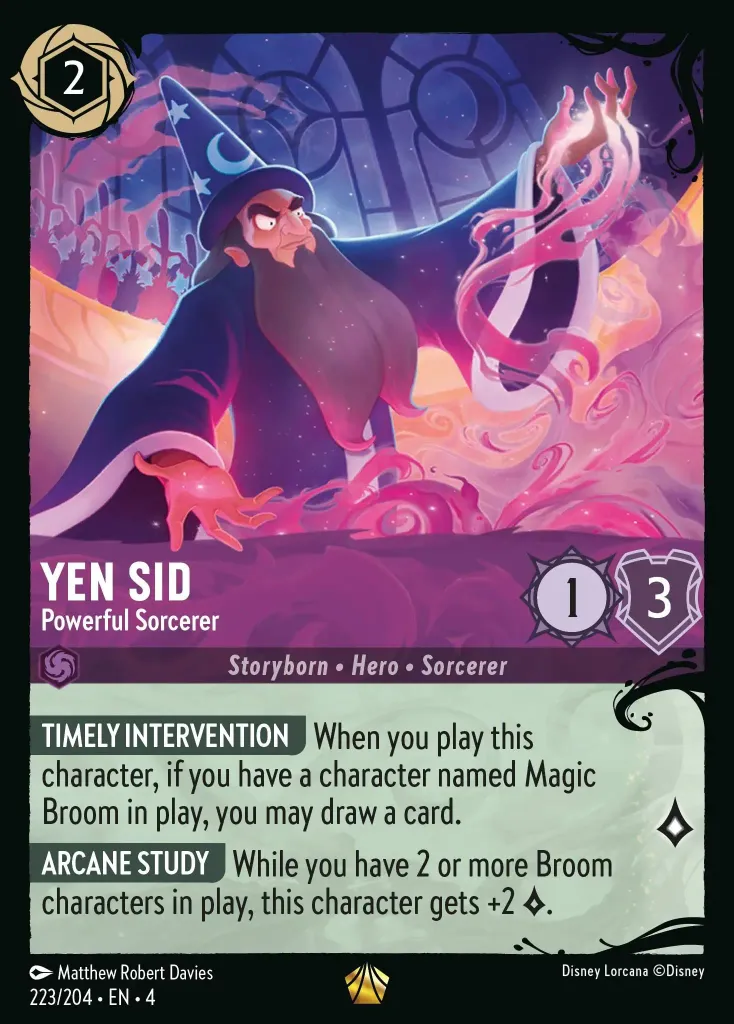 2
YEN SID
Powerful Sorcerer
1
3
Storyborn • Hero • Sorcerer
TIMELY INTERVENTION When you play this
character, if you have a character named Magic
Broom in play, you may draw a card.
ARCANE STUDY While you have 2 or more Broom
characters in play, this character gets +2 .
Matthew Robert Davies
Disney Lorcana ©Disney
223/204 • EN • 4